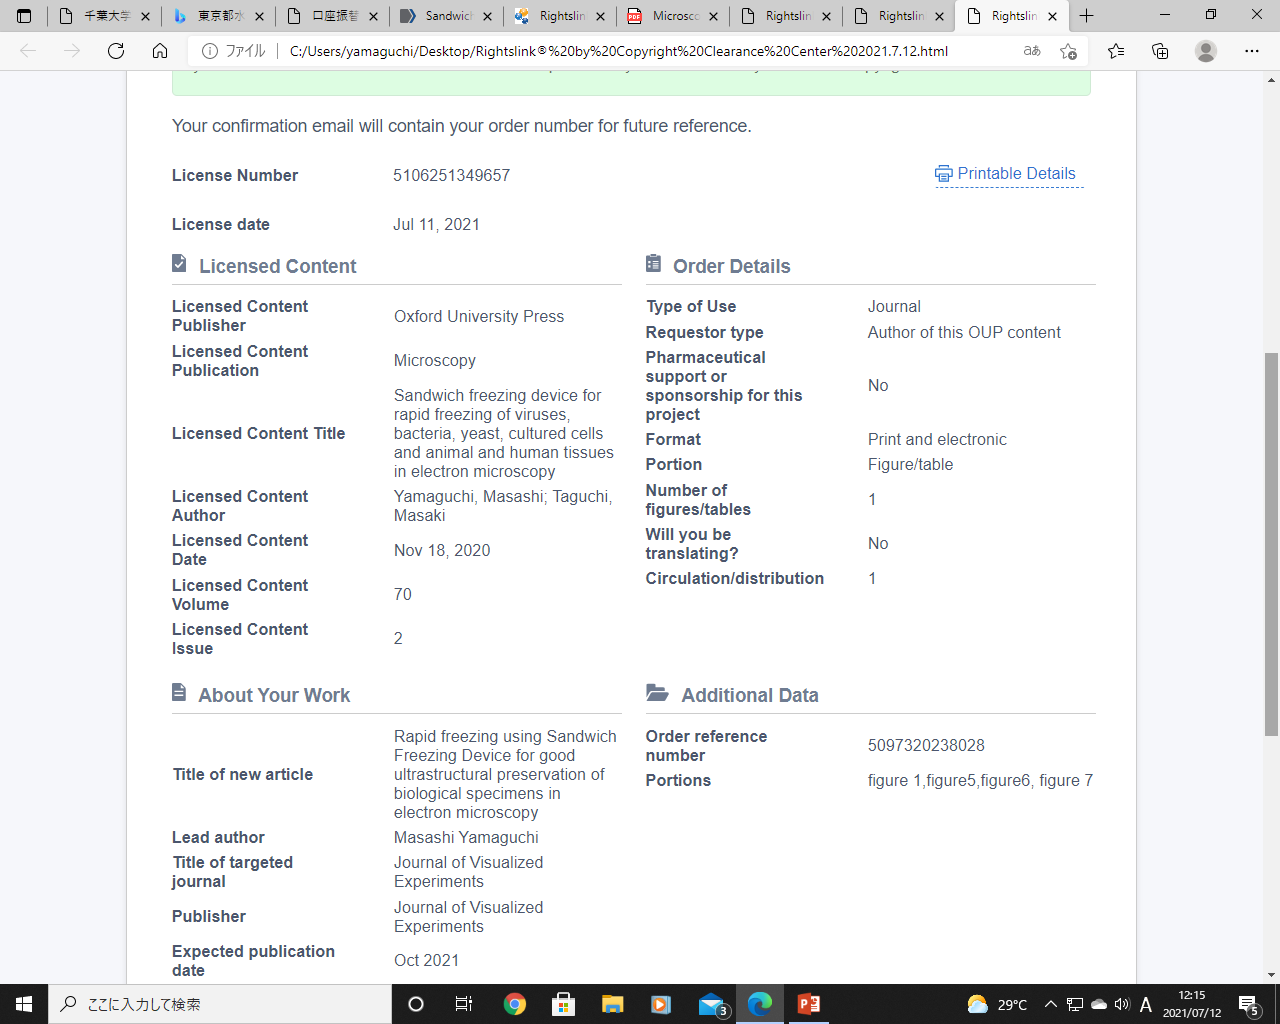 千葉大学
東京都水
口座振替
Sandwich
Rightslin
Microsco
Rightslin
Rightslin
Rightslin
ファイル
C:/Users/yamaguchi/Desktop/Rightslink®%20by%20Copyright%20Clearance%20Center%202021.7.12.html
Your confirmation email will contain your order number for future reference.
License Number 5106251349657
Printable Details
License date Jul 11, 2021
Licensed Content
Licensed Content
Publisher
Oxford University Press
Licensed Content
Publication
Microscopy
Licensed Content Title
Sandwich freezing device for
rapid freezing of viruses,
bacteria, yeast, cultured cells
and animal and human tissues
in electron microscopy
Licensed Content
Author
Yamaguchi, Masashi; Taguchi,
Masaki
Licensed Content
Date
Nov 18, 2020
Licensed Content
Volume
70
Licensed Content
Issue
2
Order Details
Type of Use Journal
Requestor type Author of this OUP content
Pharmaceutical
support or
sponsorship for this
project
No
Format Print and electronic
Portion Figure/table
Number of
figures/tables
1
Will you be
translating?
No
Circulation/distribution 1
About Your Work
Title of new article
Rapid freezing using Sandwich
Freezing Device for good
ultrastructural preservation of
biological specimens in
electron microscopy
Lead author Masashi Yamaguchi
Title of targeted
journal
Journal of Visualized
Experiments
Publisher
Journal of Visualized
Experiments
Expected publication
date
Oct 2021
Additional Data
Order reference
number
5097320238028
Portions figure 1,figure5,figure6, figure 7
ここに入力して検索
3
29°C
A
12:15
2021/07/12
5